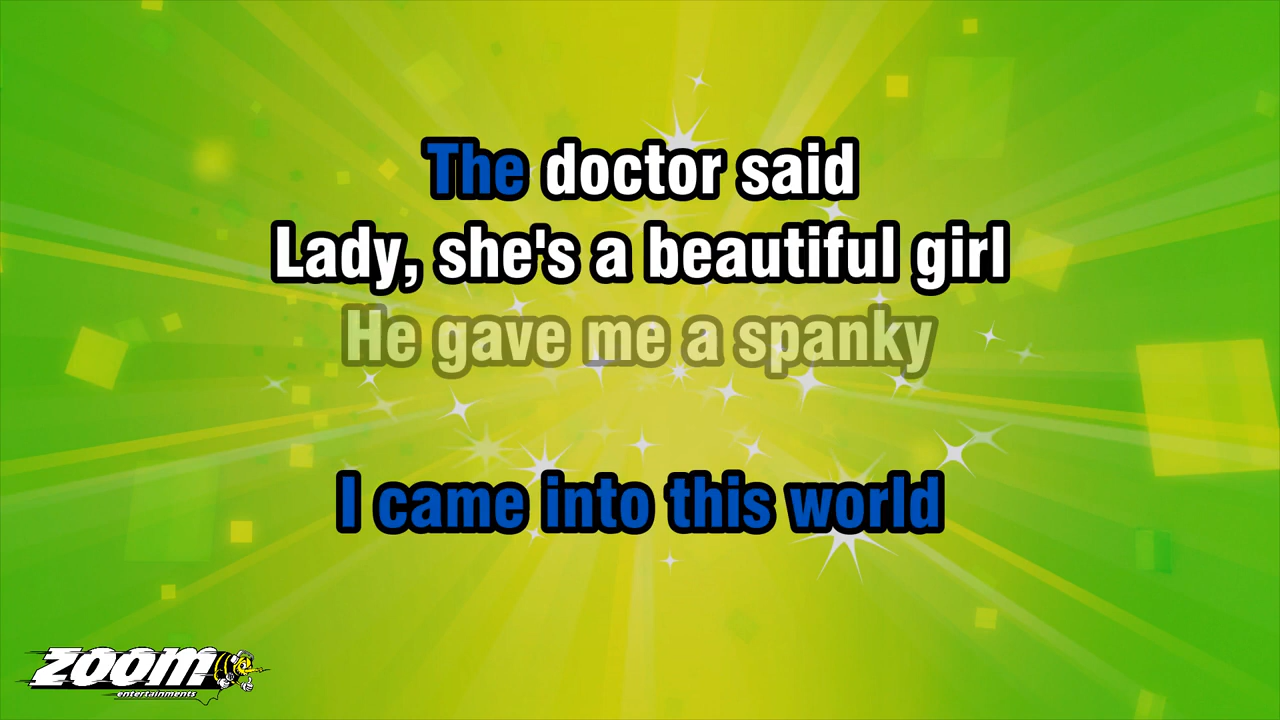 The doctor said
Lady, she's a beautiful girl
He gave me a spanky
I came into this world
zoom
entertainments